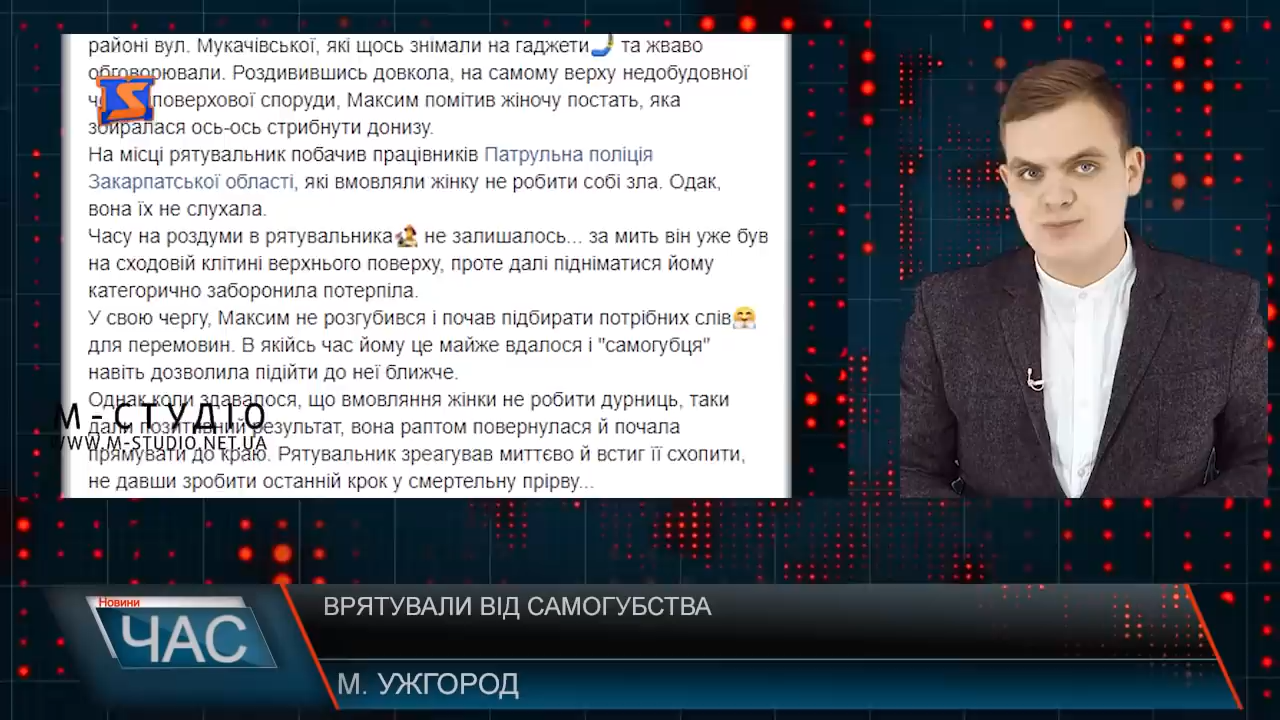 районі вул. Мукачівської, які щось знімали на гаджети🤳 та жваво
обговорювали. Роздивившись довкола, на самому верху недобудовної
поверхової споруди, Максим помітив жіночу постать, яка
збиралася ось-ось стрибнути донизу.
На місці рятувальник побачив працівників Патрульна поліція
Закарпатської області, які вмовляли жінку не робити собі зла. Одак,
вона їх не слухала.
Часу на роздуми в рятувальника не залишалось... за мить він уже був
на сходовій клітині верхнього поверху, проте далі підніматися йому
категорично заборонила потерпіла.
У свою чергу, Максим не розгубився і почав підбирати потрібних слів🤗
для перемовин. В якійсь час йому це майже вдалося і "самогубця"
навіть дозволила підійти до неї ближче.
Однак коли здавалося, що вмовляння жінки не робити дурниць, таки
дали позитивний результат, вона раптом повернулася й почала
прямувати до краю. Рятувальник зреагував миттєво й встиг її схопити,
не давши зробити останній крок у смертельну прірву...
М-СТУДІО
WWW.M-STUDIO.NET.UA
Новини
ЧАС
ВРЯТУВАЛИ ВІД САМОГУБСТВА
М. УЖГОРОД